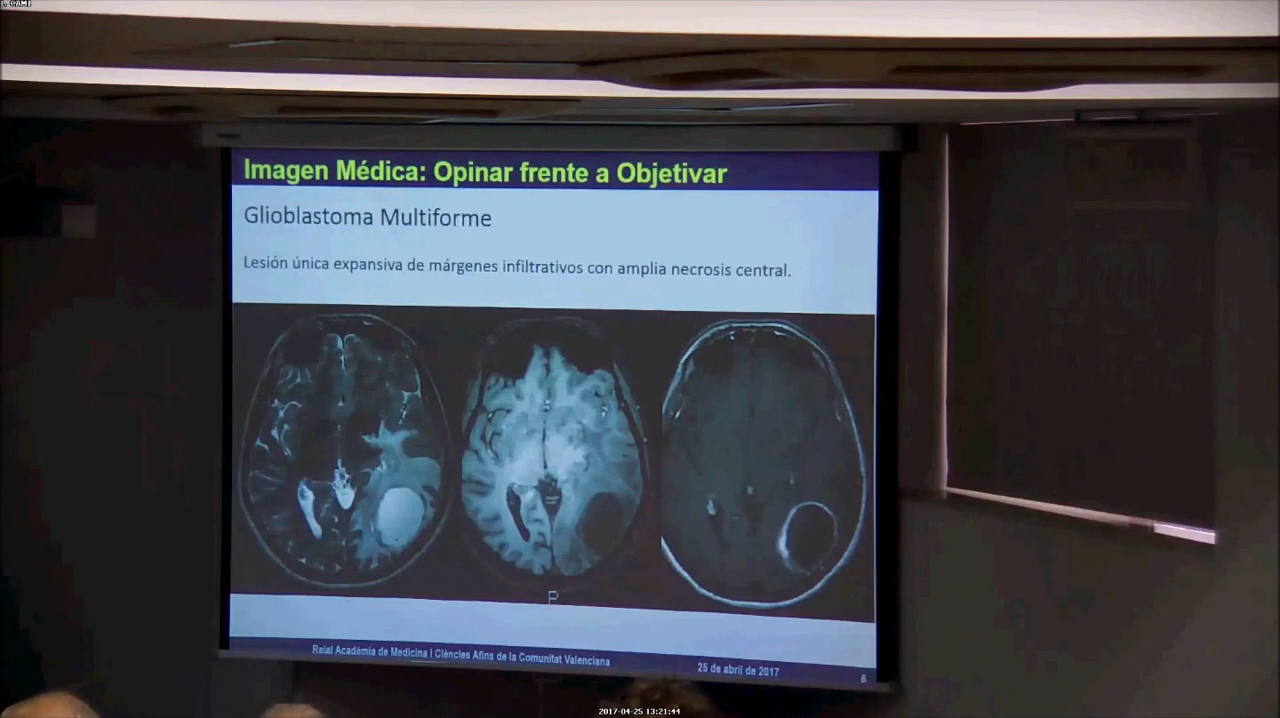 Imagen Médica: Opinar frente a Objetivar
Glioblastoma Multiforme
Lesión única expansiva de márgenes infiltrativos con amplia necrosis central.
P
Reial Acadèmia de Medicina i Ciències Afins de la Comunitat Valenciana
25 de abril de 2017
6
2017-04-25 13:21:44